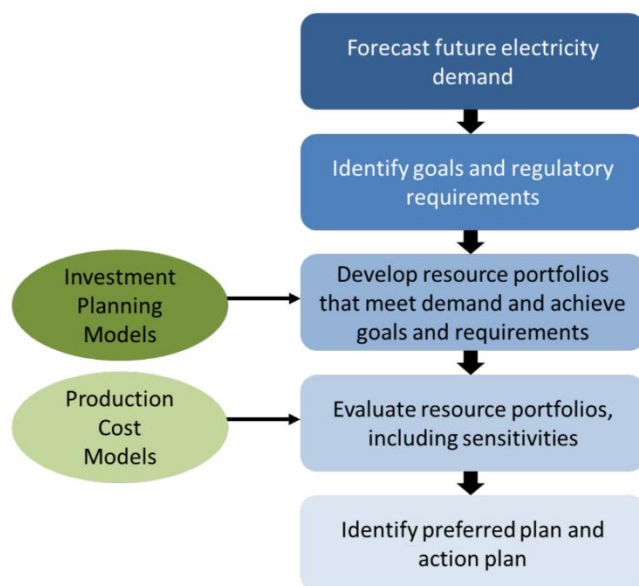 Forecast future electricity
demand
Identify goals and regulatory
requirements
Investment
Planning
Models
Develop resource portfolios
that meet demand and achieve
goals and requirements
Production
Cost
Models
Evaluate resource portfolios,
including sensitivities
Identify preferred plan and
action plan